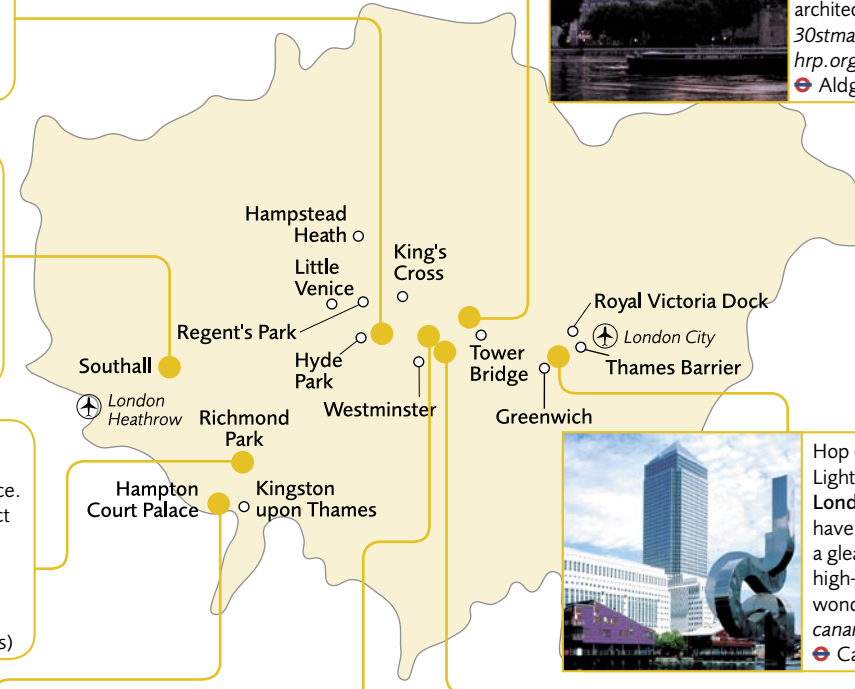 architec
30stma
hrp.org
Aldg
Hampstead
Heath
King's
Cross
Little
Venice
Regent's Park
Royal Victoria Dock
London City
Hyde
Park
Tower
Bridge
Thames Barrier
Southall
Westminster
Greenwich
London
Heathrow
Richmond
Park
Hampton
Court Palace
Kingston
upon Thames
ce.
ct
s)
Hop
Light
Lond
have
a glea
high-
wond
canar
Ca